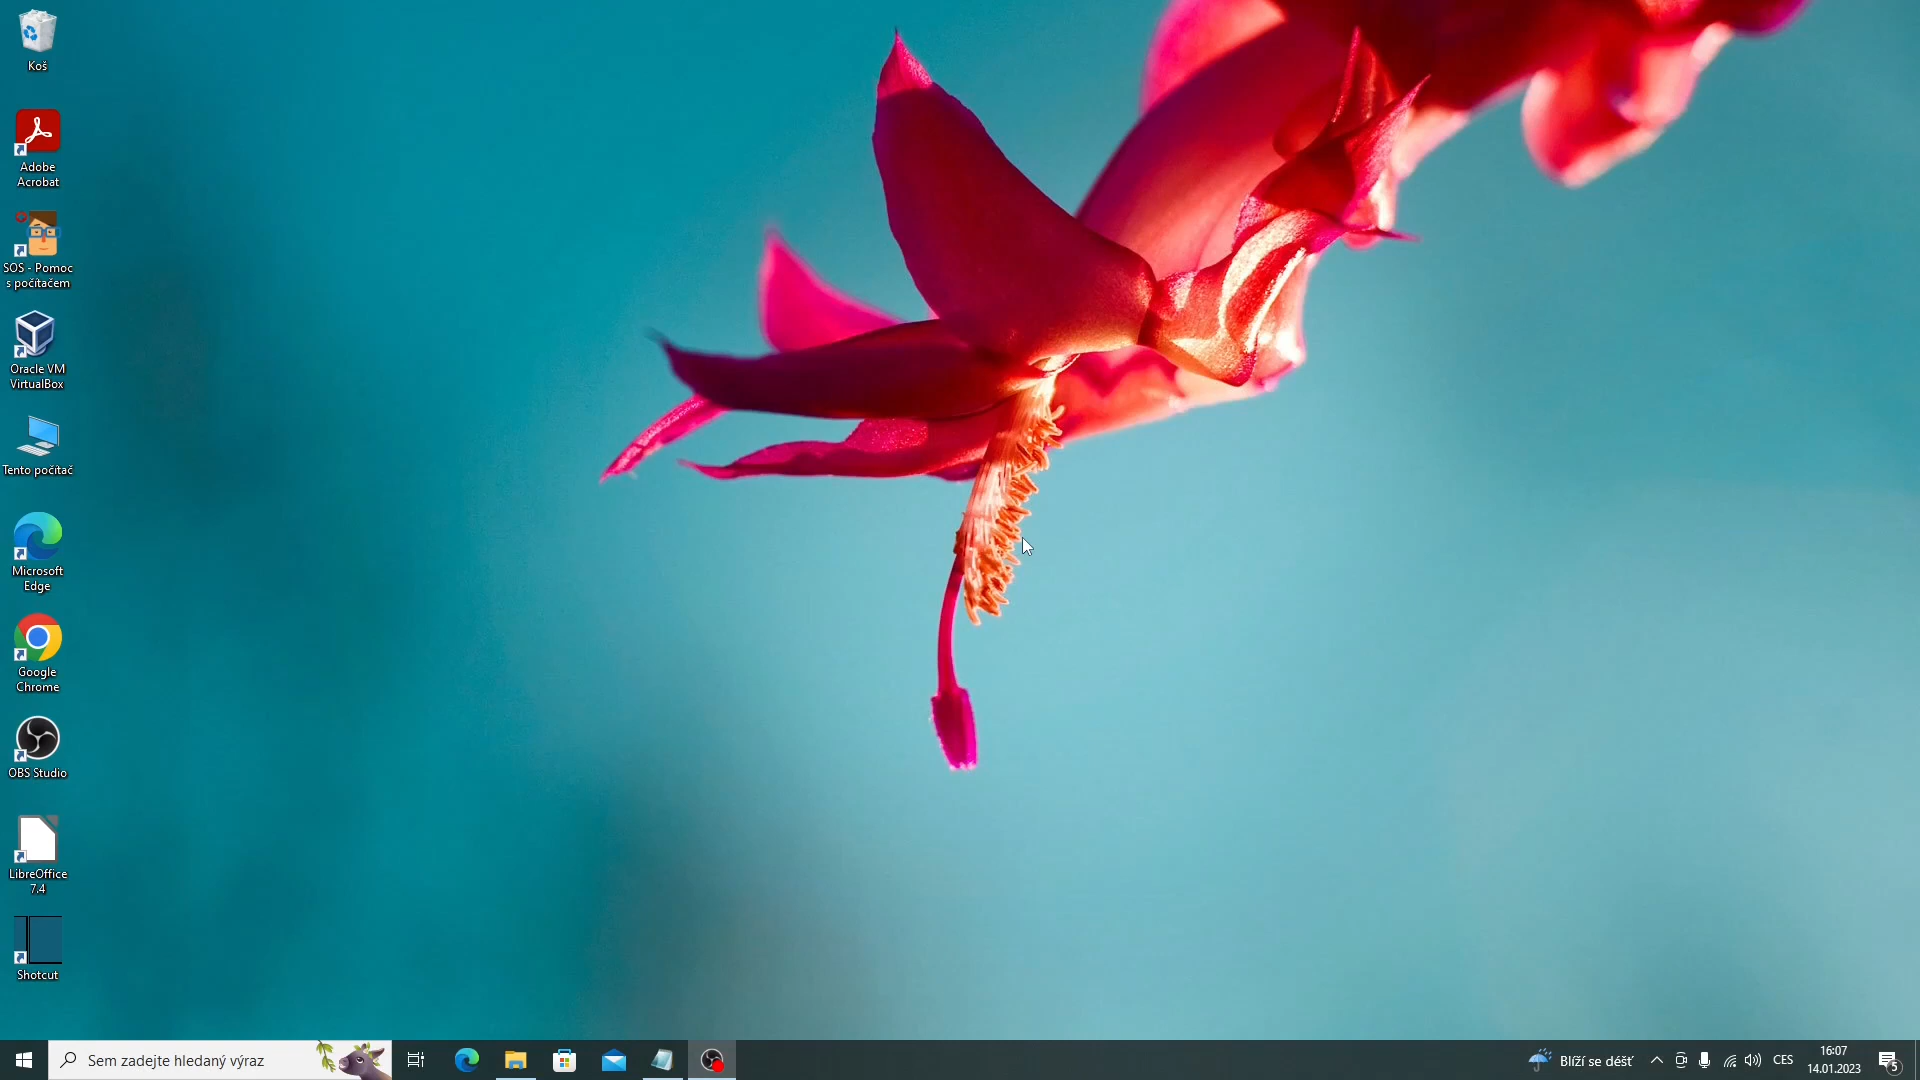 Koš
Adobe
Acrobat
SOS - Pomoc
s počítačem
Oracle VM
VirtualBox
Tento počítač
Microsoft
Edge
Google
Chrome
OBS Studio
LibreOffice
7.4
Shotcut
Sem zadejte hledaný výraz
Blíží se déšť
CES
16:07
14.01.2023
5